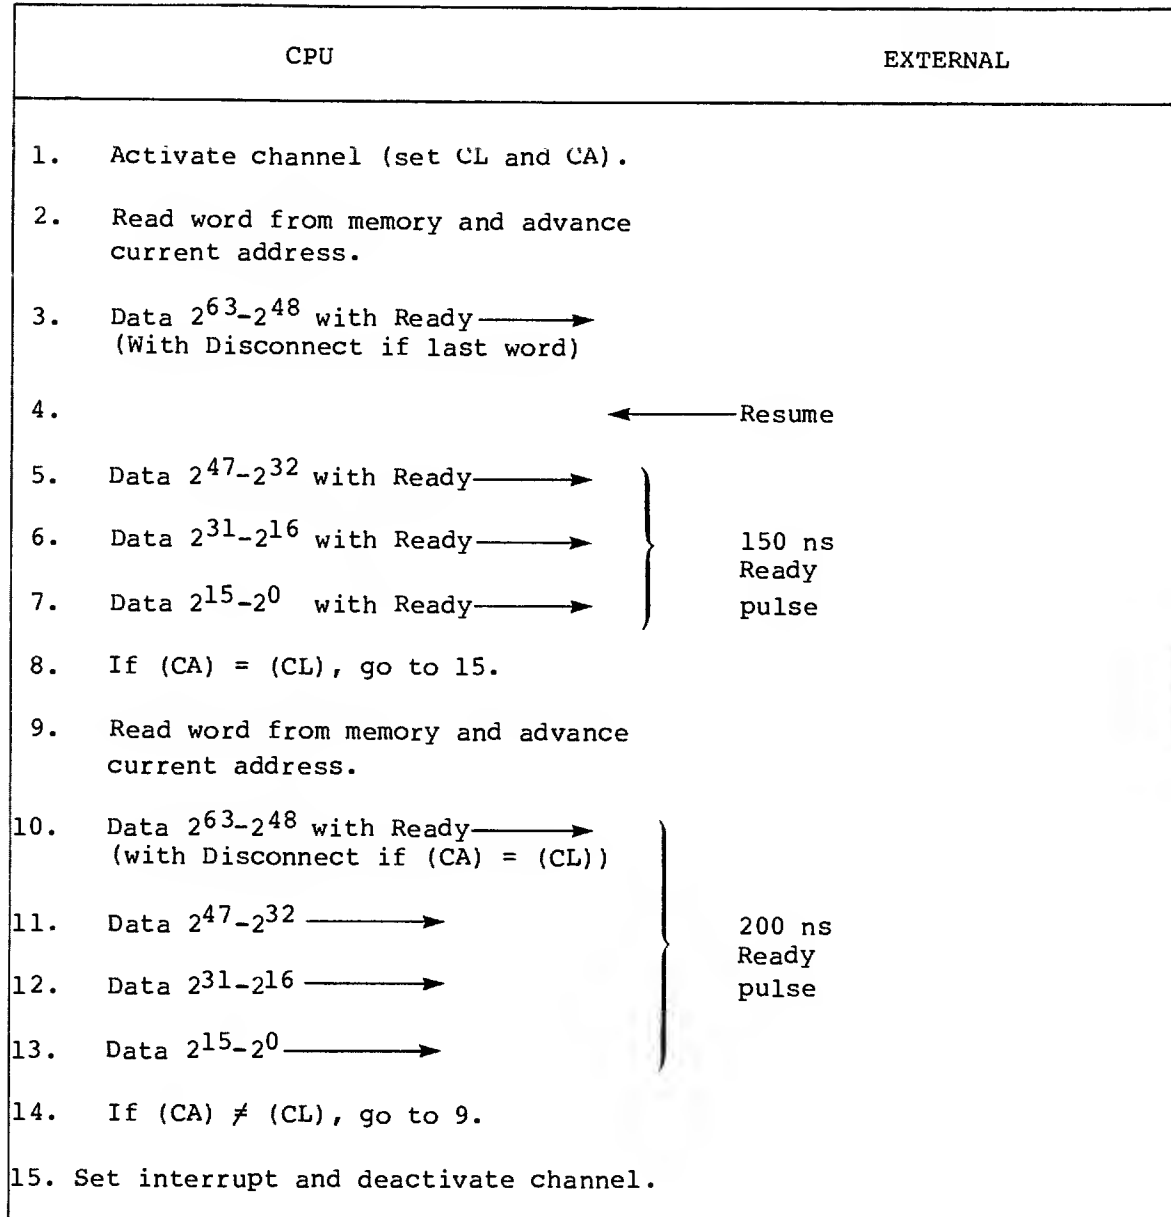 CPU EXTERNAL
1. Activate channel (set CL and CA).
2. Read word from memory and advance
current address.
3. Data 2^63-2^48 with Ready
(With Disconnect if last word)
4. Resume
5. Data 2^47-2^32 with Ready
6. Data 2^31-2^16 with Ready 150 ns
Ready
7. Data 2^15-2^0 with Ready pulse
8. If (CA) = (CL), go to 15.
9. Read word from memory and advance
current address.
10. Data 2^63-2^48 with Ready
(with Disconnect if (CA) = (CL))
11. Data 2^47-2^32 200 ns
Ready
12. Data 2^31-2^16 pulse
13. Data 2^15-2^0
14. If (CA) ≠ (CL), go to 9.
15. Set interrupt and deactivate channel.